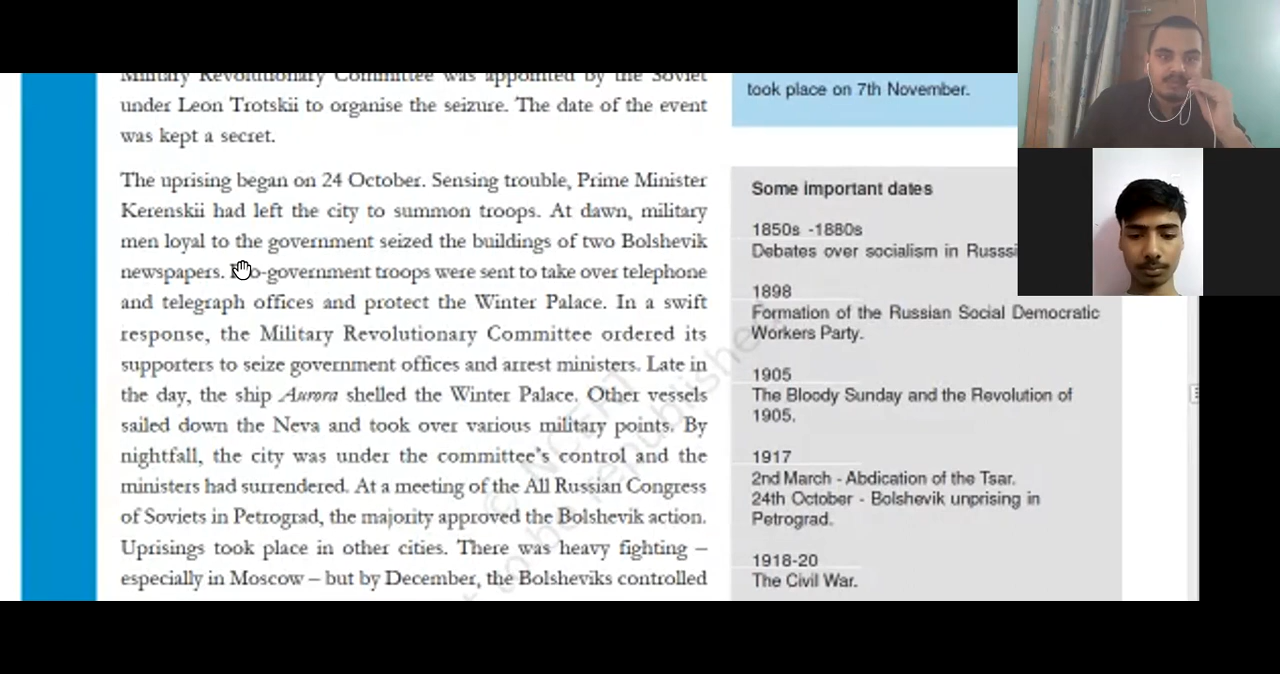 Military Revolutionary Committee was appointed by the Soviet
under Leon Trotskii to organise the seizure. The date of the event
was kept a secret.
The uprising began on 24 October. Sensing trouble, Prime Minister
Kerenskii had left the city to summon troops. At dawn, military
men loyal to the government seized the buildings of two Bolshevik
newspapers. Pro-government troops were sent to take over telephone
and telegraph offices and protect the Winter Palace. In a swift
response, the Military Revolutionary Committee ordered its
supporters to seize government offices and arrest ministers. Late in
the day, the ship Aurora shelled the Winter Palace. Other vessels
sailed down the Neva and took over various military points. By
nightfall, the city was under the committee's control and the
ministers had surrendered. At a meeting of the All Russian Congress
of Soviets in Petrograd, the majority approved the Bolshevik action.
Uprisings took place in other cities. There was heavy fighting –
especially in Moscow – but by December, the Bolsheviks controlled
took place on 7th November.
Some important dates
1850s -1880s
Debates over socialism in Russsi
1898
Formation of the Russian Social Democratic
Workers Party.
1905
The Bloody Sunday and the Revolution of
1905.
1917
2nd March - Abdication of the Tsar.
24th October - Bolshevik unprising in
Petrograd.
1918-20
The Civil War.
© NCERT
to be republished